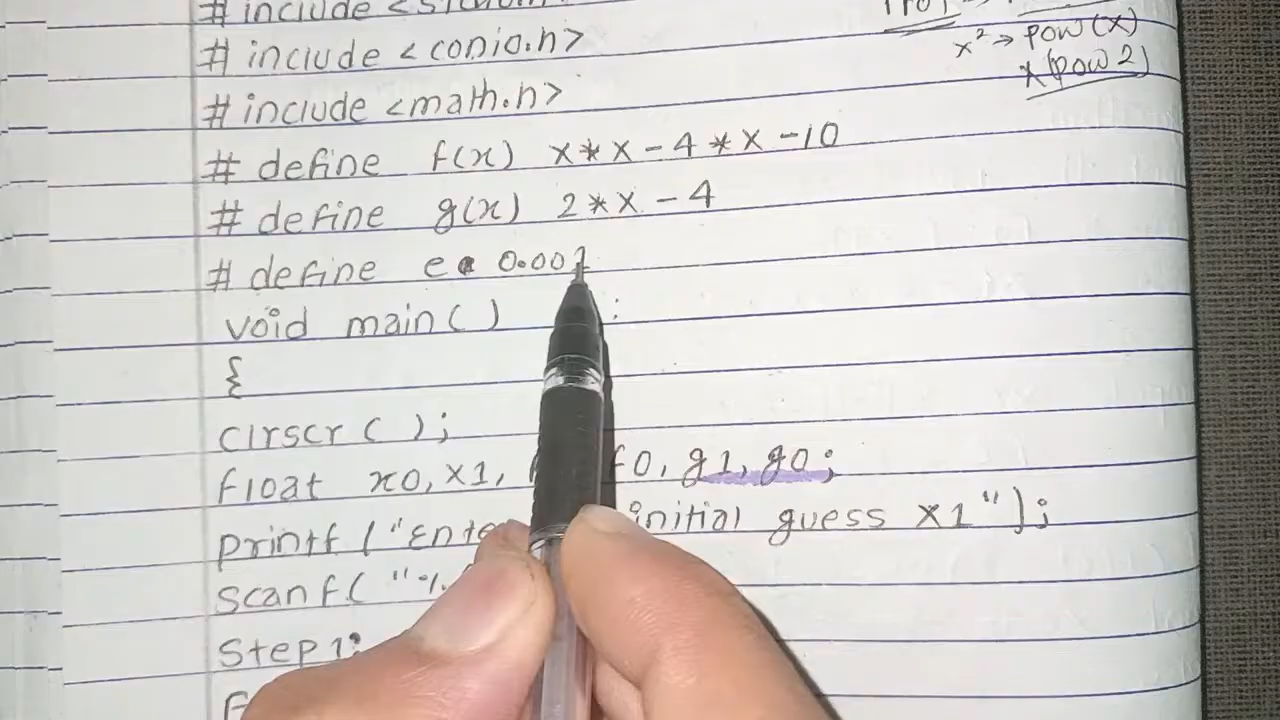 # include
# include <conio.h>
# include <math.h>
# define f(x) x*x-4*x-10
# define g(x) 2*x-4
# define e 0.001
void main()
{
clrscr();
float x0, x1, f0, g1, g0;
printf("Ente initial guess x1");
scanf("%
Step1:
x² → pow(x)
x(pow 2)